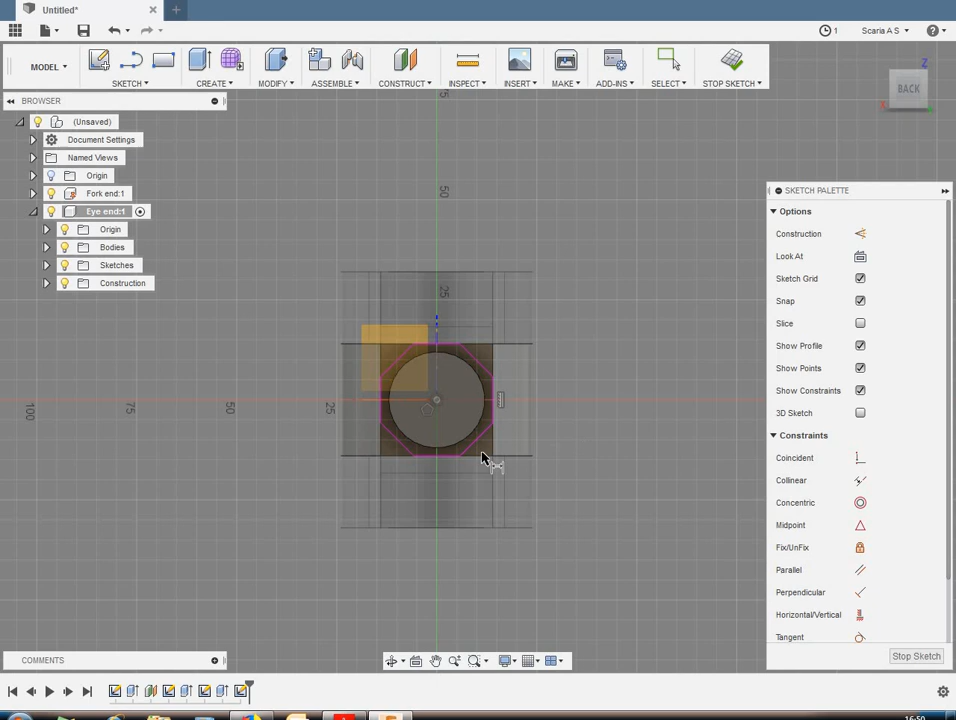 Untitled*
Scaria A S
MODEL
SKETCH
CREATE
MODIFY
ASSEMBLE
CONSTRUCT
INSPECT
INSERT
MAKE
ADD-INS
SELECT
STOP SKETCH
BROWSER
(Unsaved)
Document Settings
Named Views
Origin
Fork end:1
Eye end:1
Origin
Bodies
Sketches
Construction
Z
BACK
50
25
100
75
50
25
SKETCH PALETTE
Options
Construction
Look At
Sketch Grid
Snap
Slice
Show Profile
Show Points
Show Constraints
3D Sketch
Constraints
Coincident
Collinear
Concentric
Midpoint
Fix/UnFix
Parallel
Perpendicular
Horizontal/Vertical
Tangent
Stop Sketch
COMMENTS